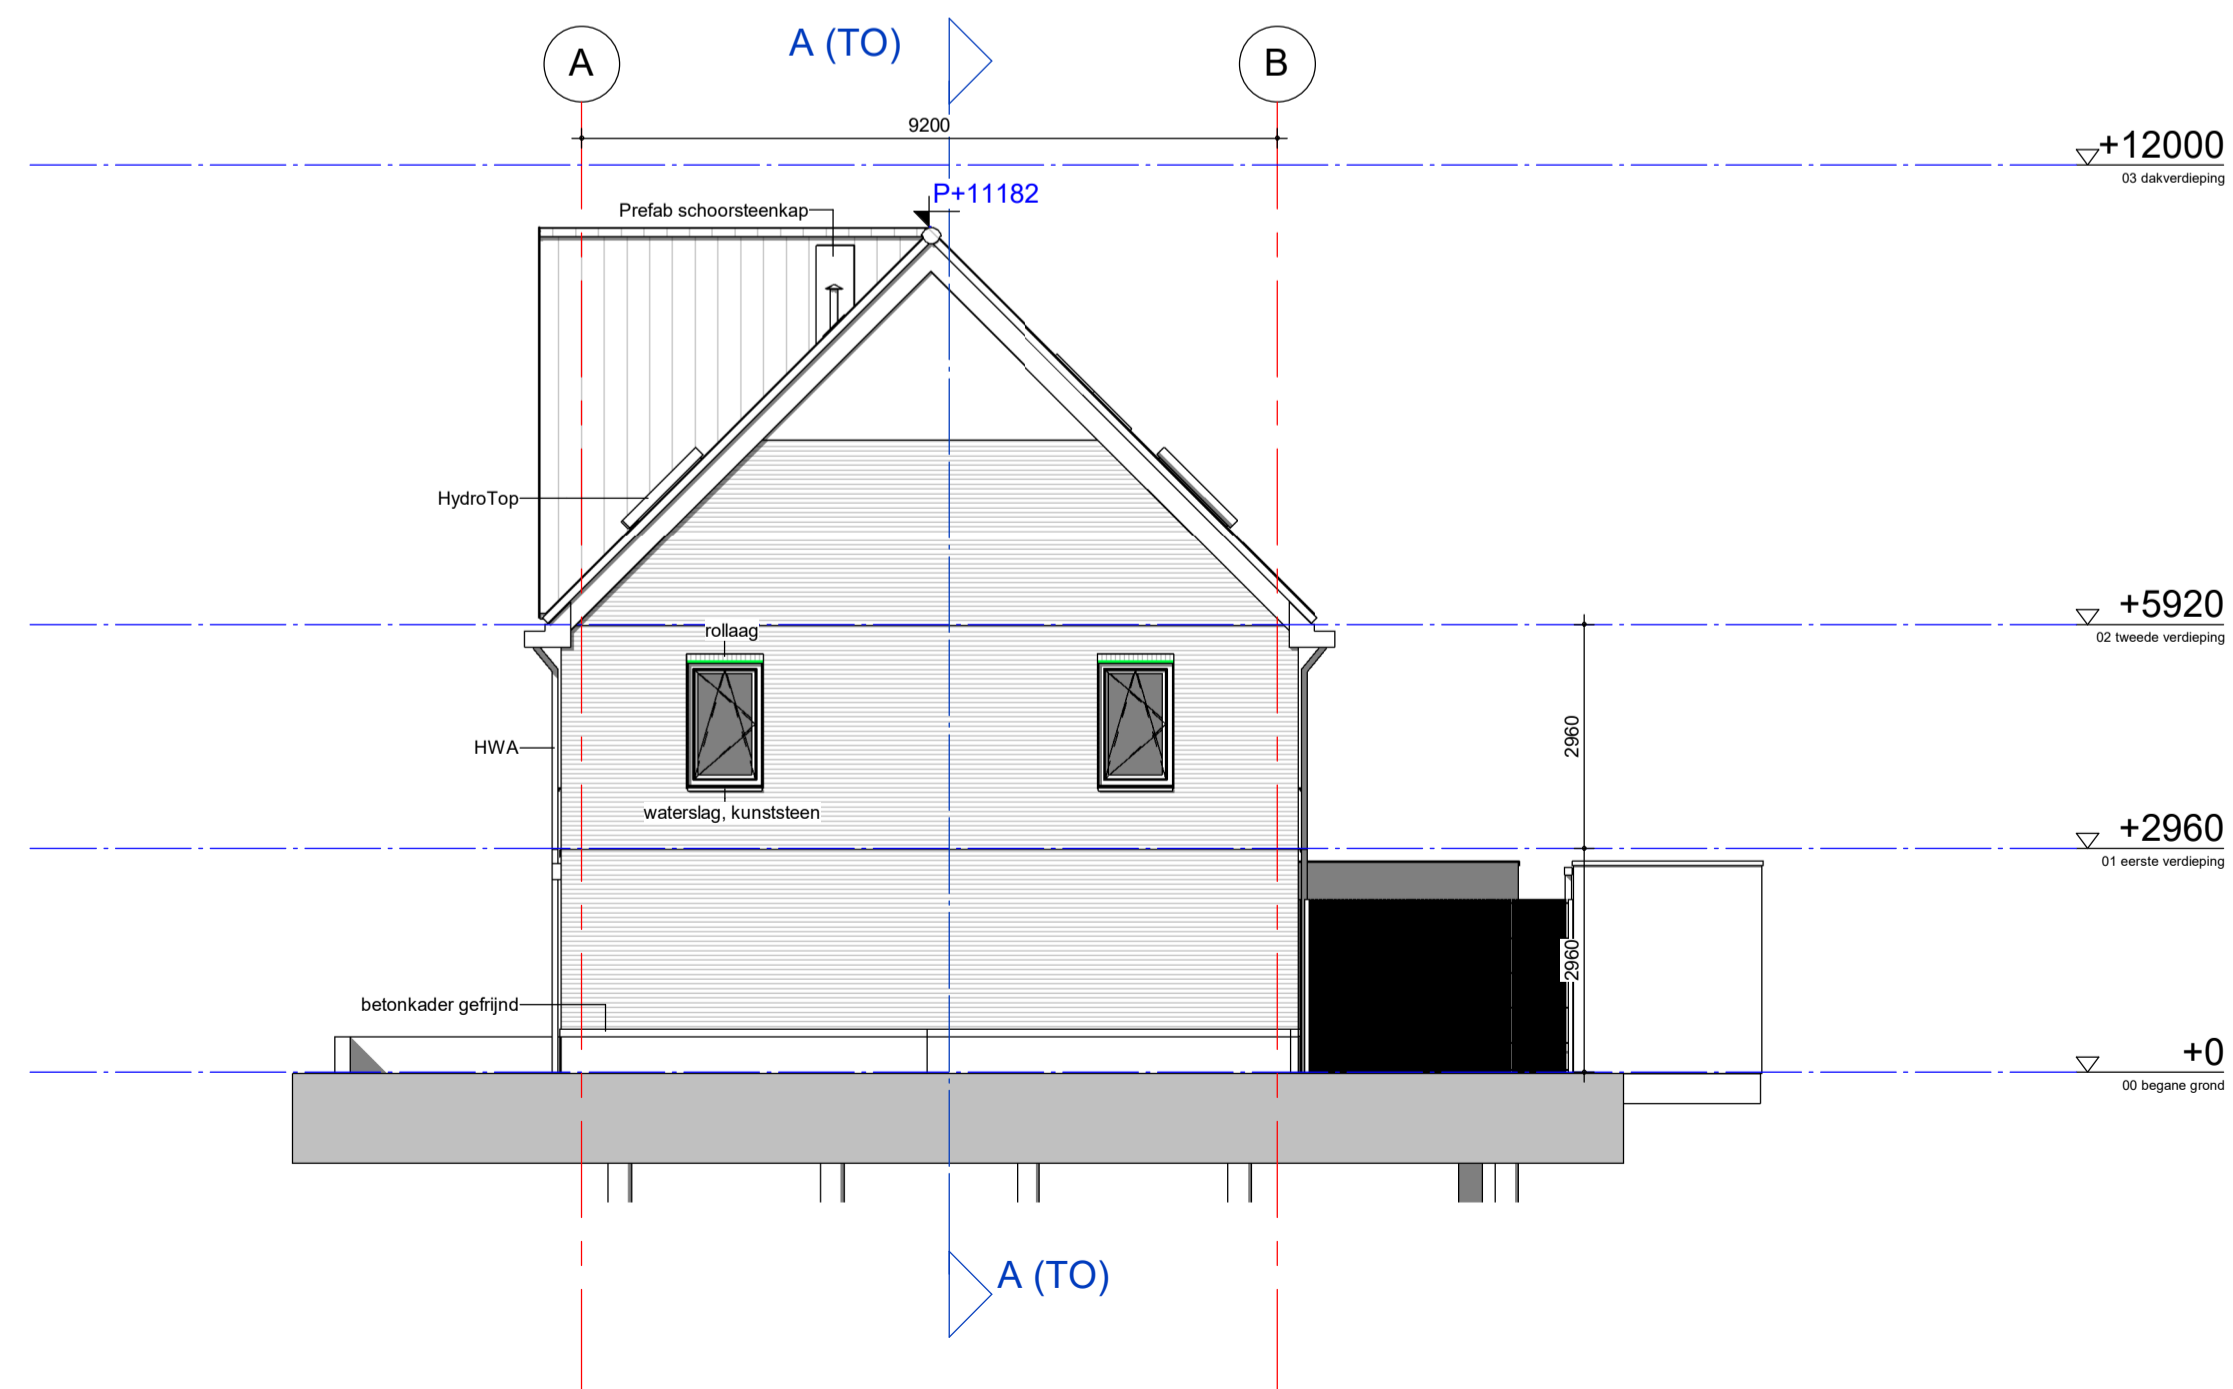 A
A (TO)
B
9200
+12000
03 dakverdieping
P+11182
Prefab schoorsteenkap
HydroTop
+5920
02 tweede verdieping
rollaag
2960
HWA
waterslag, kunststeen
+2960
01 eerste verdieping
2960
betonkader gefrijnd
+0
00 begane grond
A (TO)